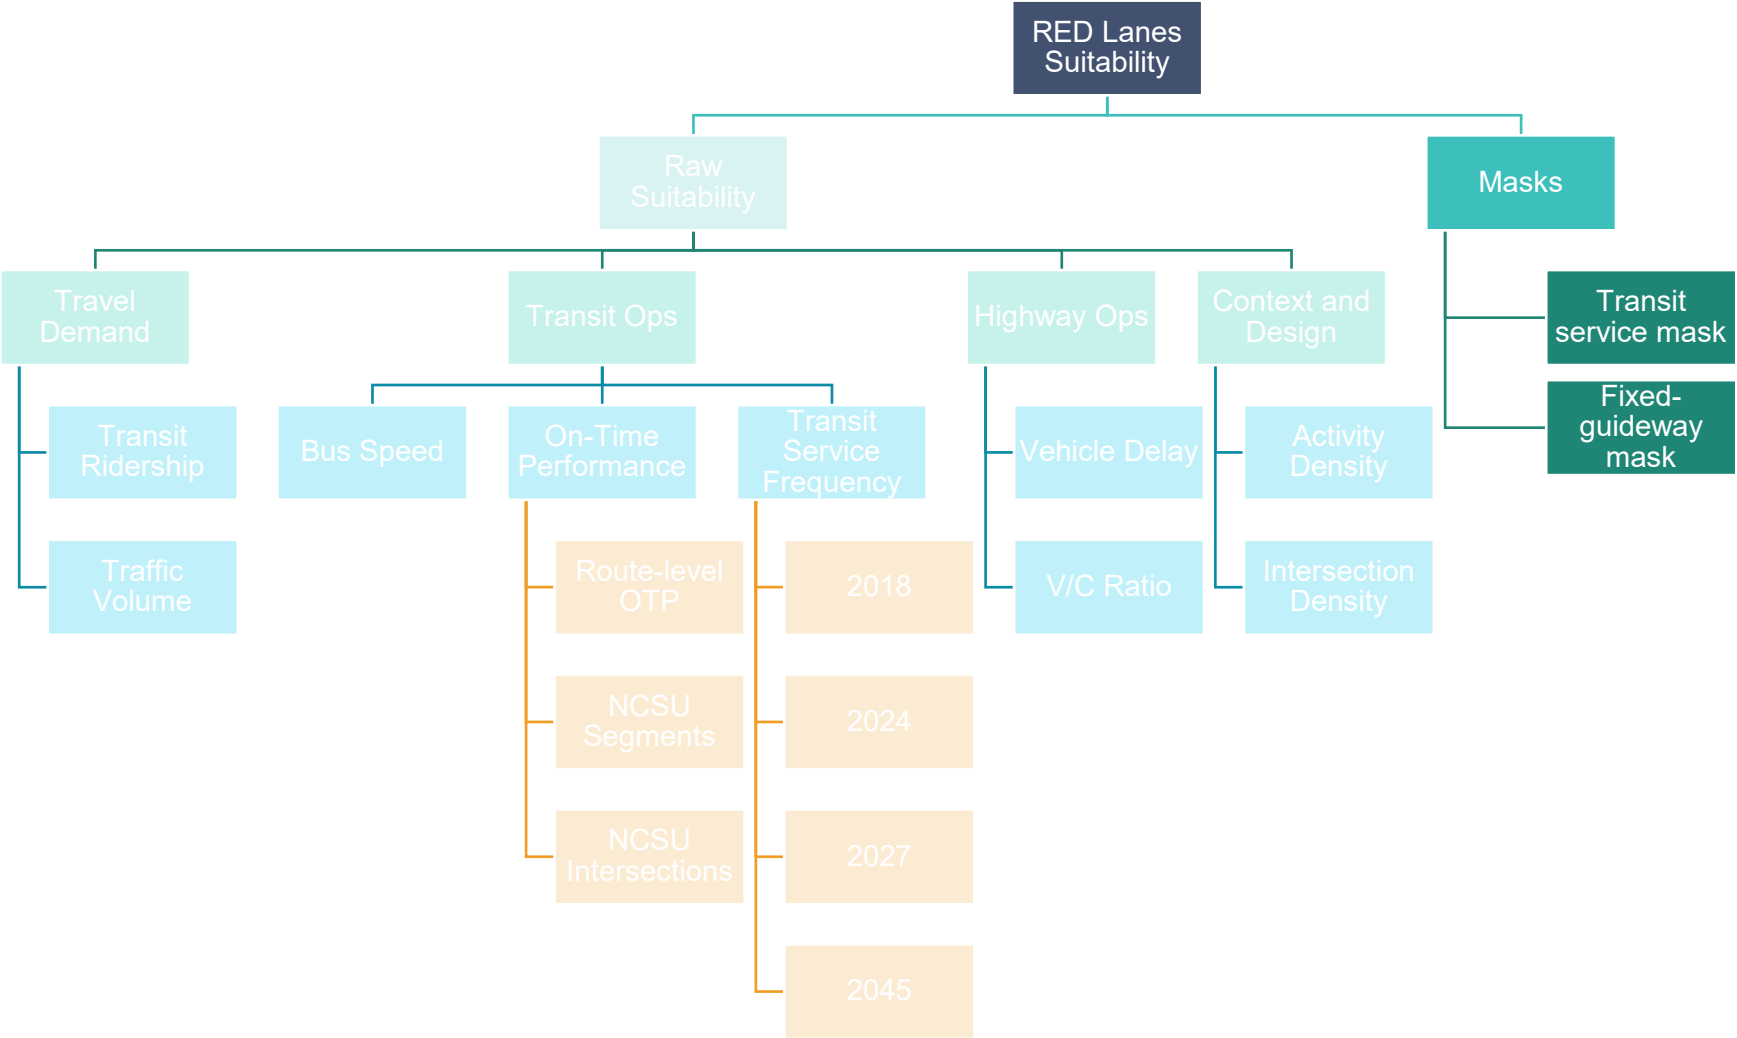 RED Lanes
Suitability
Raw
Suitability
Masks
Travel
Demand
Transit Ops
Highway Ops
Context and
Design
Transit
service mask
Fixed-
guideway
mask
Transit
Ridership
Bus Speed
On-Time
Performance
Transit
Service
Frequency
Vehicle Delay
Activity
Density
Traffic
Volume
Route-level
OTP
2018
V/C Ratio
Intersection
Density
NCSU
Segments
2024
NCSU
Intersections
2027
2045